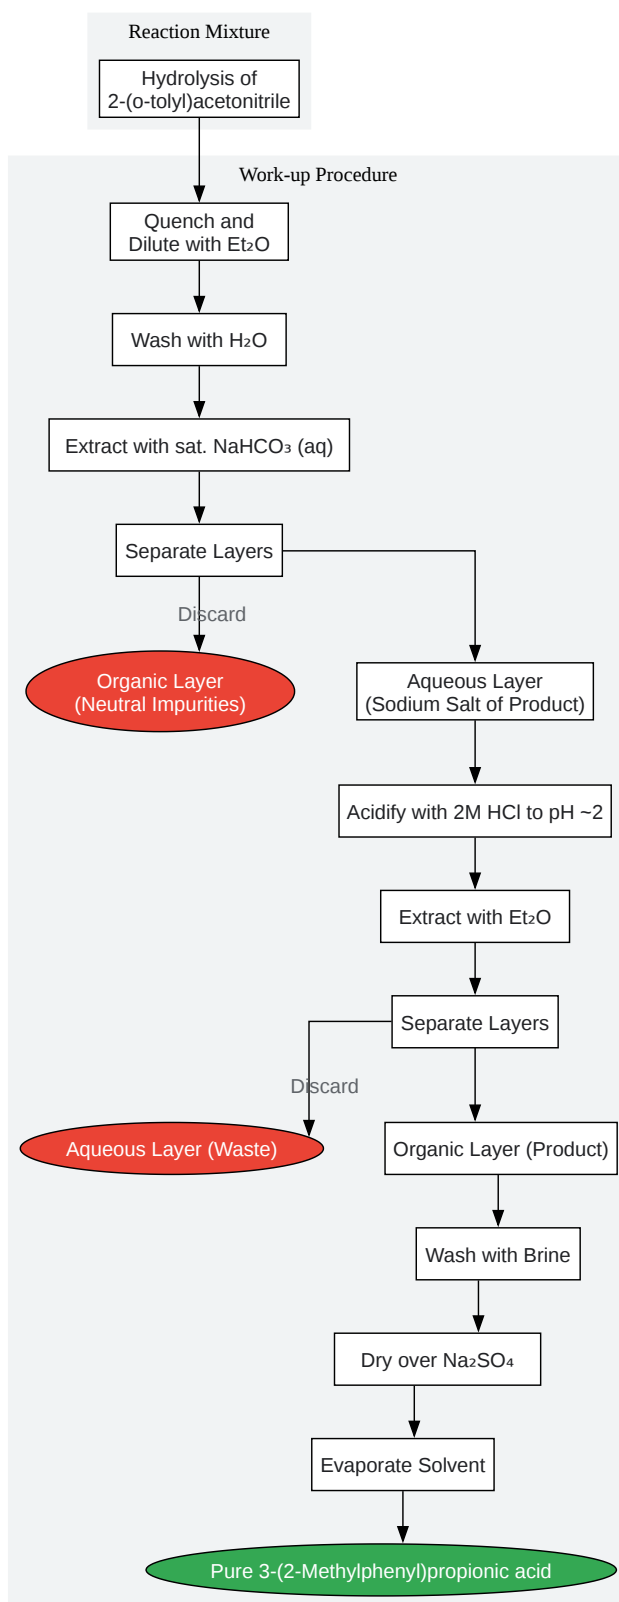 Reaction Mixture
Hydrolysis of
2-(o-tolyl)acetonitrile
Work-up Procedure
Quench and
Dilute with Et₂O
Wash with H₂O
Extract with sat. NaHCO₃ (aq)
Separate Layers
Discard
Organic Layer
(Neutral Impurities)
Aqueous Layer
(Sodium Salt of Product)
Acidify with 2M HCl to pH ~2
Extract with Et₂O
Separate Layers
Discard
Aqueous Layer (Waste)
Organic Layer (Product)
Wash with Brine
Dry over Na₂SO₄
Evaporate Solvent
Pure 3-(2-Methylphenyl)propionic acid